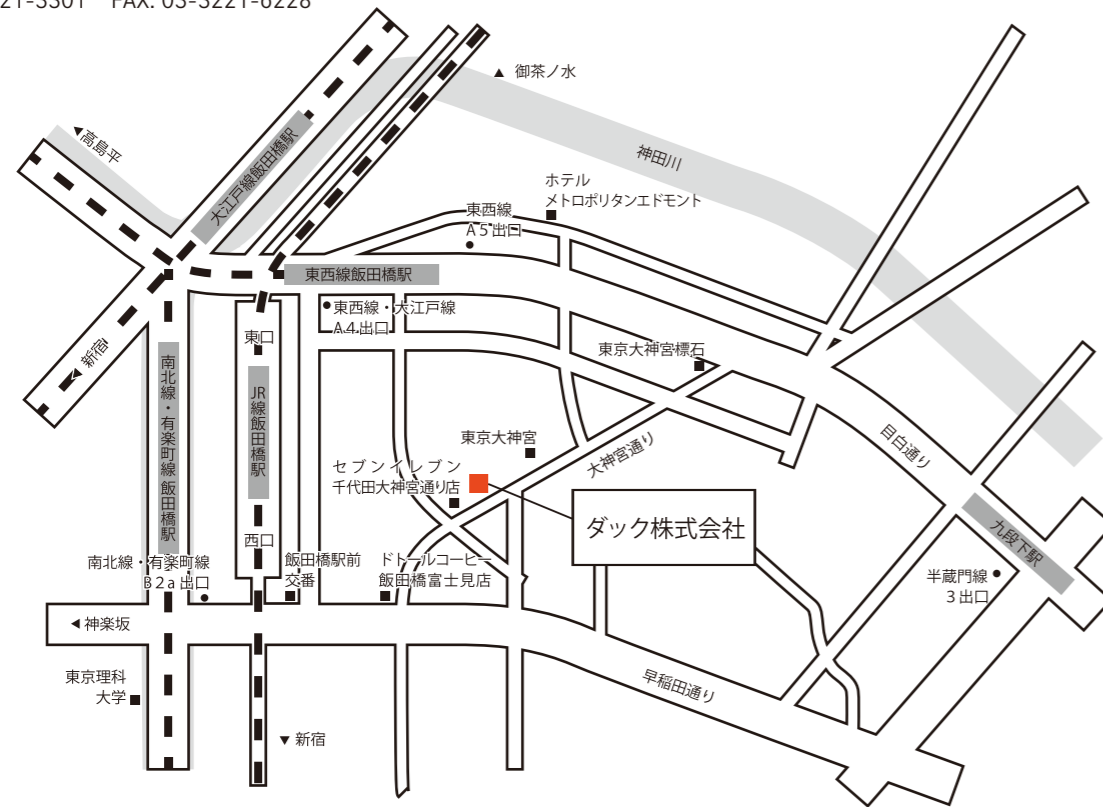 21-3301 FAX: 03-3221-6228
御茶ノ水
高島平
大江戸線飯田橋駅
神田川
ホテル
メトロポリタンエドモント
東西線
A5出口
東西線飯田橋駅
東西線・大江戸線
A4出口
新宿
南北線・有楽町線 飯田橋駅
東口
JR線飯田橋駅
西口
東京大神宮標石
東京大神宮
大神宮通り
目白通り
セブンイレブン
千代田大神宮通り店
ダック株式会社
九段下駅
半蔵門線
3出口
南北線・有楽町線
B2a出口
飯田橋駅前
交番
ドトールコーヒー
飯田橋富士見店
神楽坂
早稲田通り
東京理科
大学
新宿